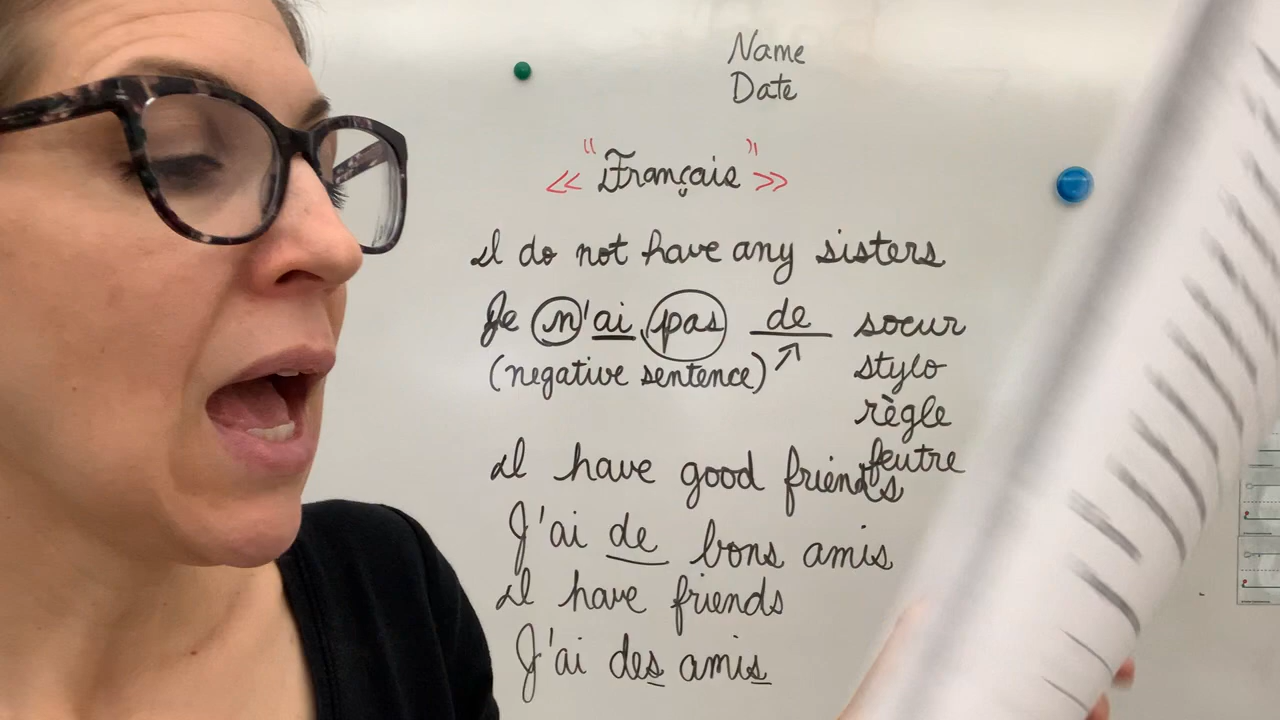 Name
Date
" "
<< Français >>
I do not have any sisters
Je n'ai pas de soeur
(negative sentence) stylo
règle
feutre
I have good friends
J'ai de bons amis
I have friends
J'ai des amis